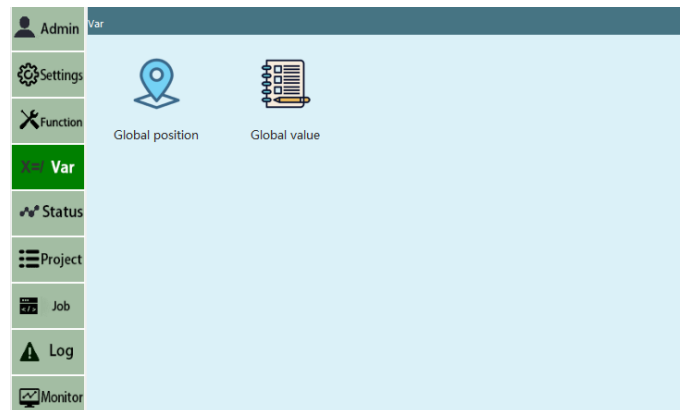 Admin
Var
Settings
Function
Global position
Global value
X=/ Var
Status
Project
Job
Log
Monitor